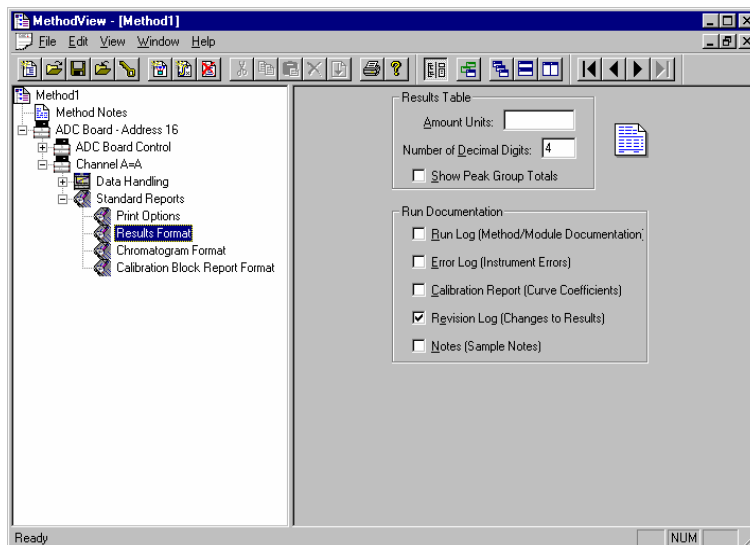 MethodView - [Method1]
File Edit View Window Help
Method1
Method Notes
ADC Board - Address 16
ADC Board Control
Channel A=A
Data Handling
Standard Reports
Print Options
Results Format
Chromatogram Format
Calibration Block Report Format
Results Table
Amount Units:
Number of Decimal Digits: 4
Show Peak Group Totals
Run Documentation
Run Log (Method/Module Documentation)
Error Log (Instrument Errors)
Calibration Report (Curve Coefficients)
Revision Log (Changes to Results)
Notes (Sample Notes)
Ready
NUM